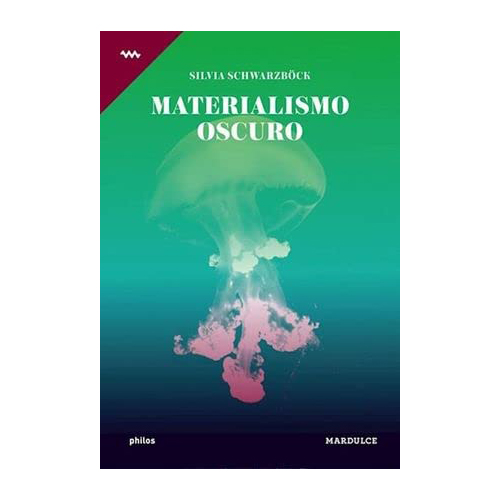 SILVIA SCHWARZBÖCK
MATERIALISMO
OSCURO
philos
MARDULCE